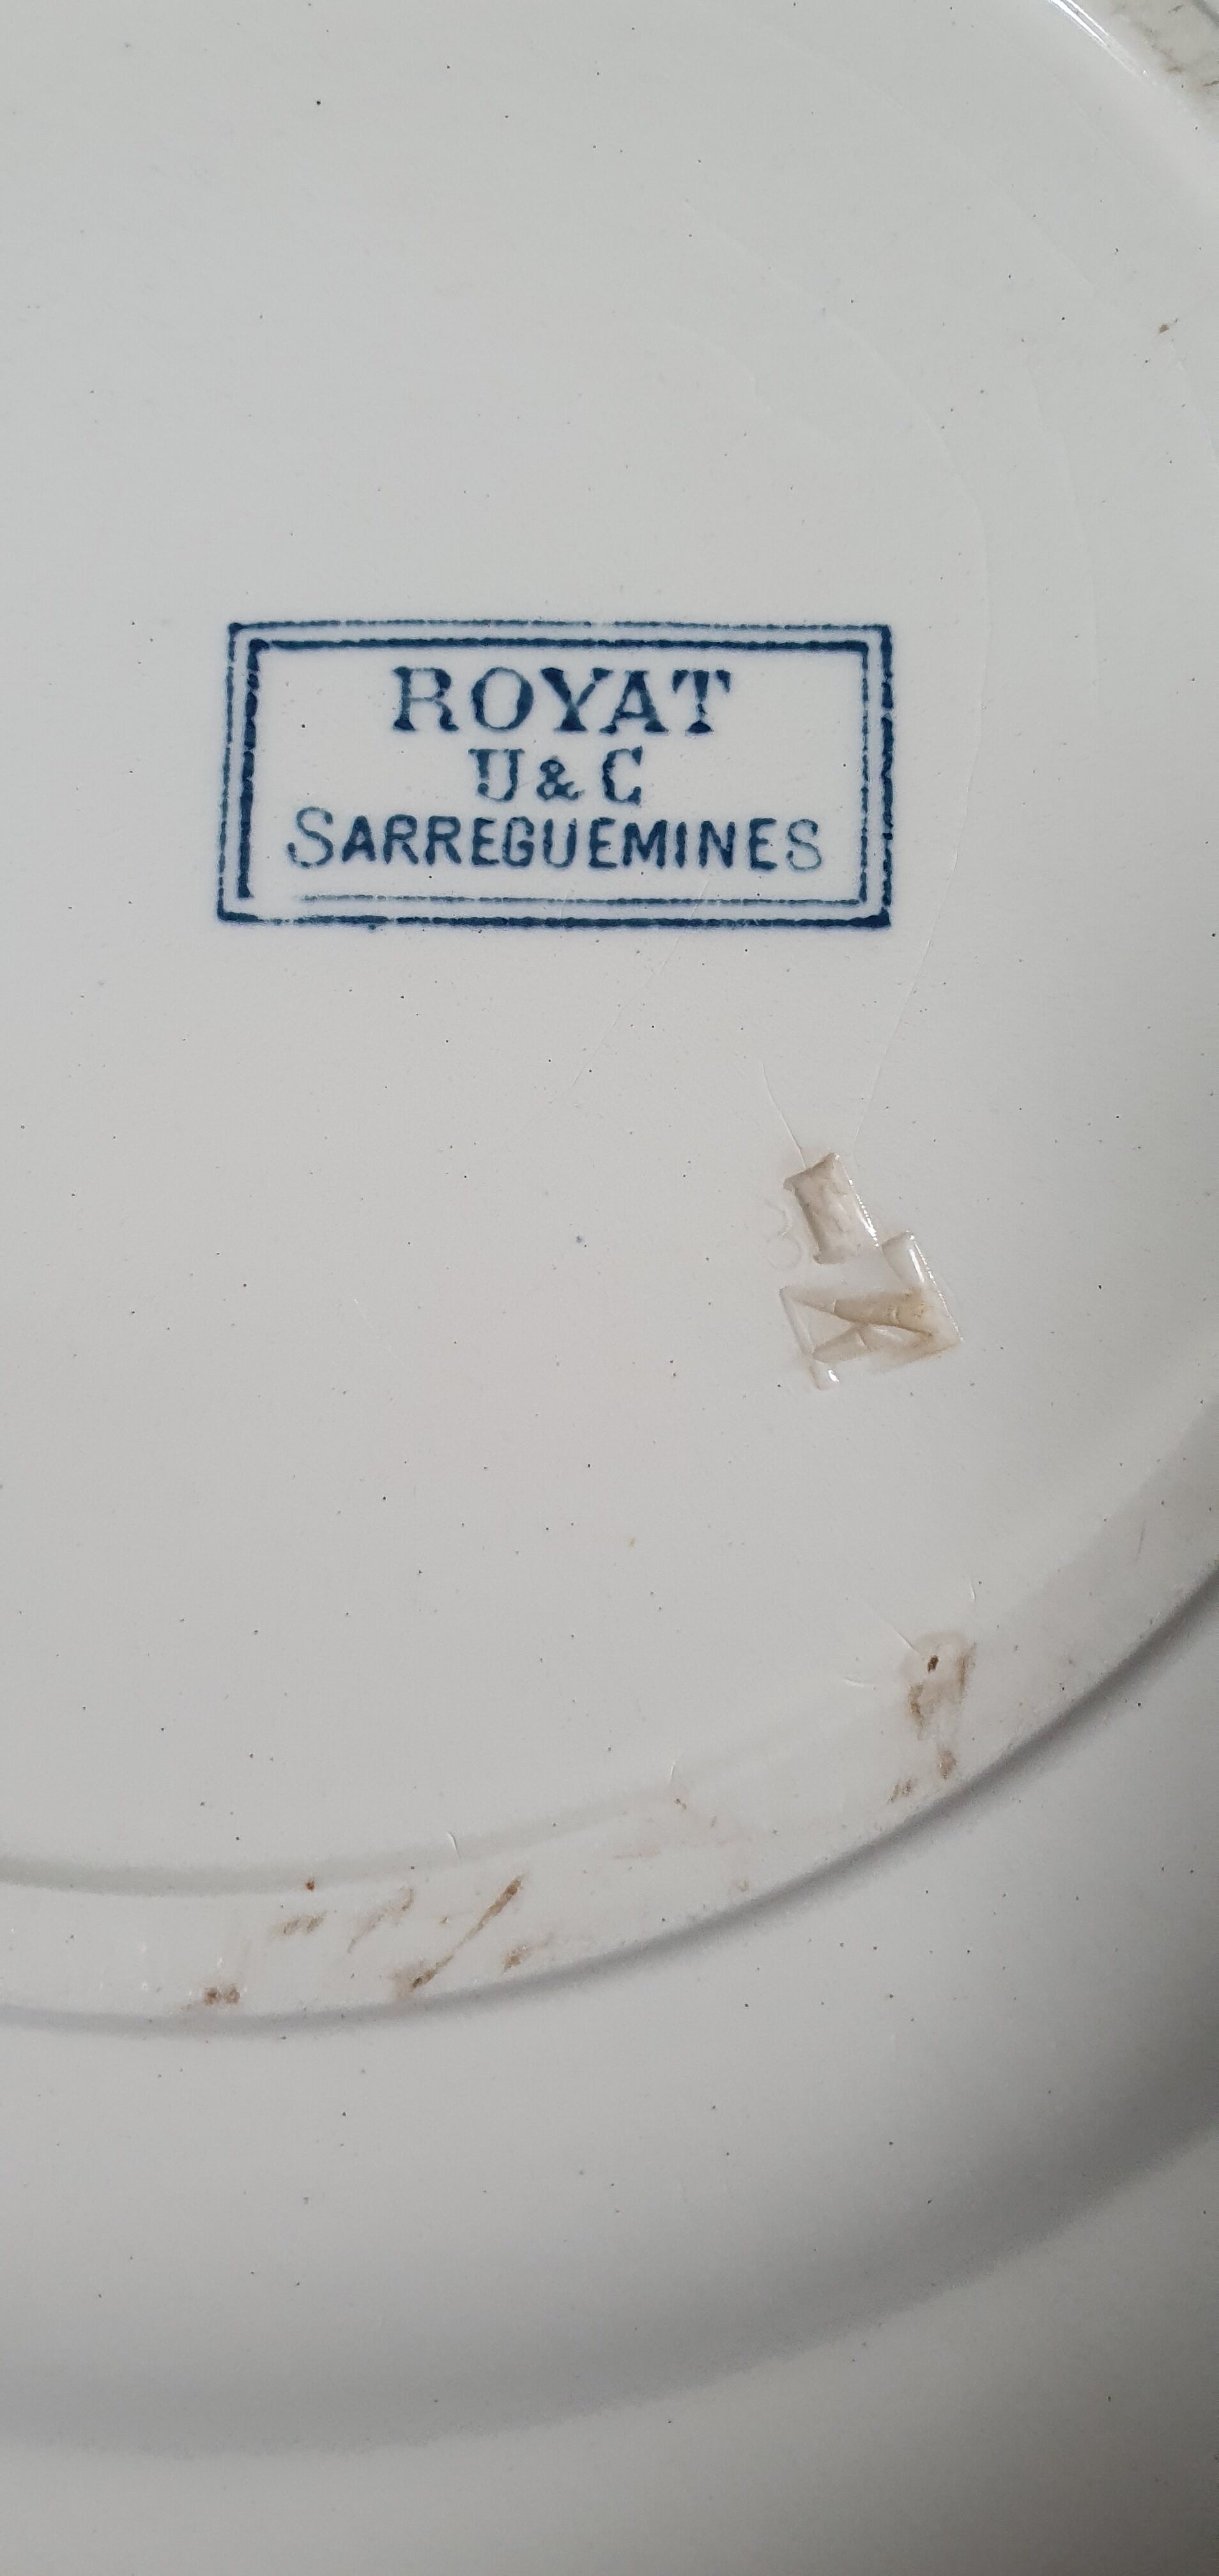 ROYAT
U & C
SARREGUEMINES